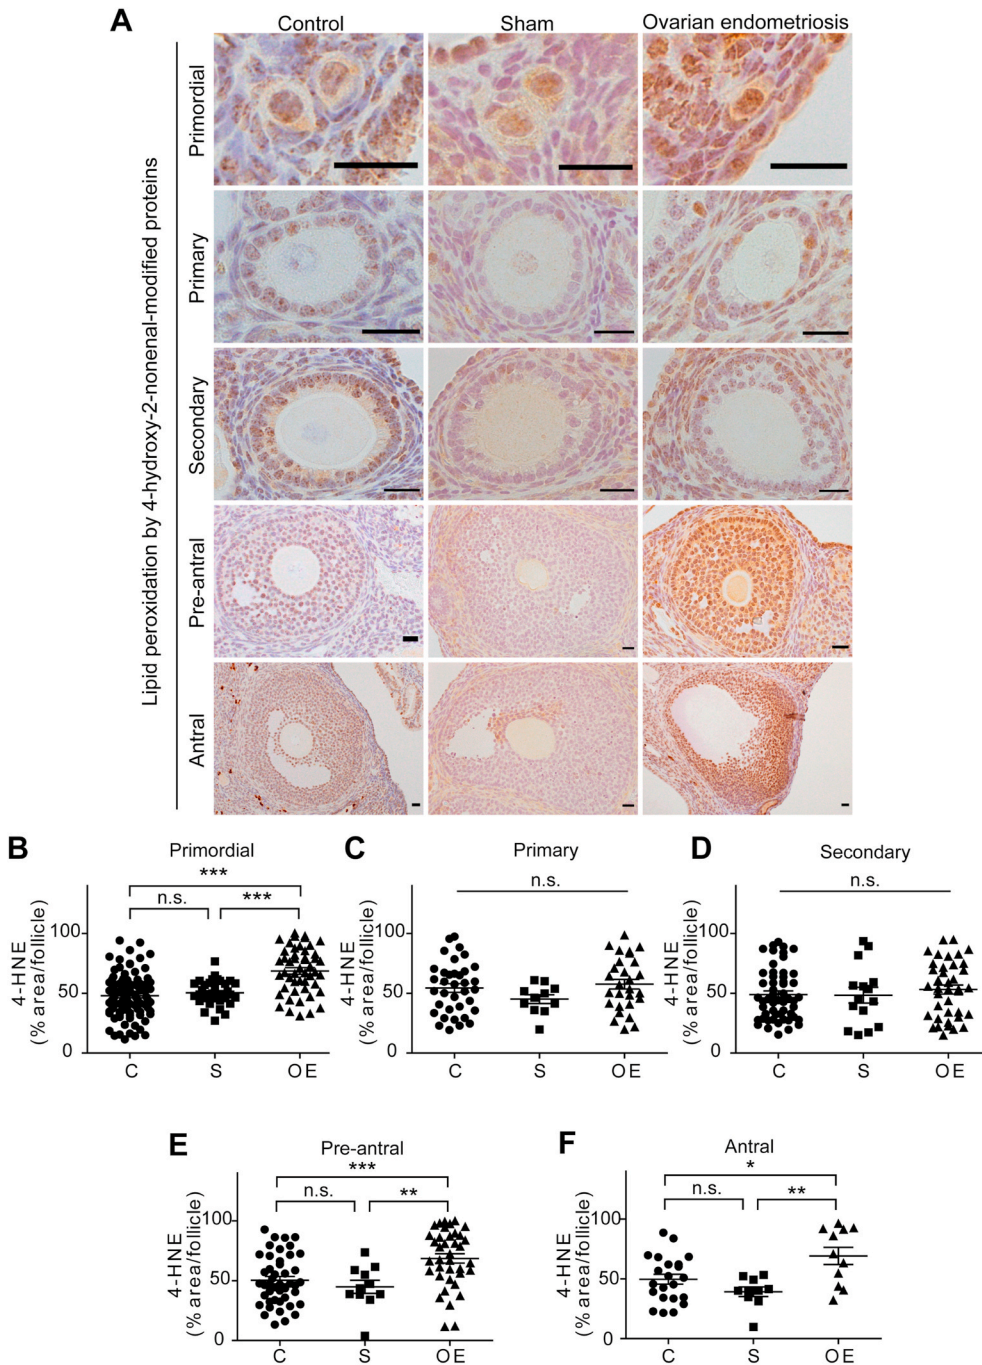 A
Control
Sham
Ovarian endometriosis
Lipid peroxidation by 4-hydroxy-2-nonenal-modified proteins
Primordial
Primary
Secondary
Pre-antral
Antral
B
Primordial
***
n.s.
***
4-HNE
(% area/follicle)
100
50
0
C
S
OE
C
Primary
n.s.
4-HNE
(% area/follicle)
100
50
0
C
S
OE
D
Secondary
n.s.
4-HNE
(% area/follicle)
100
50
0
C
S
OE
E
Pre-antral
***
n.s.
**
4-HNE
(% area/follicle)
100
50
0
C
S
OE
F
Antral
*
n.s.
**
4-HNE
(% area/follicle)
100
50
0
C
S
OE